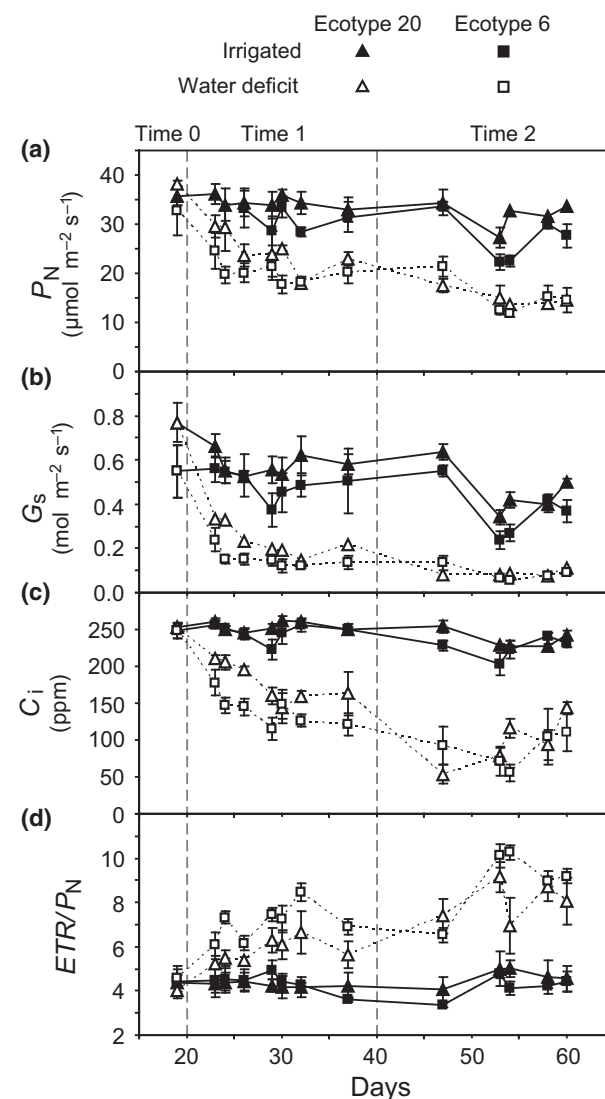 Ecotype 20 Ecotype 6
Irrigated
Water deficit
Time 0 Time 1 Time 2
(a)
40
30
20
10
0
P_N
(µmol m⁻² s⁻¹)
(b)
0.8
0.6
0.4
0.2
0.0
G_s
(mol m⁻² s⁻¹)
(c)
250
200
150
100
50
0
C_i
(ppm)
(d)
10
8
6
4
2
ETR/P_N
20 30 40 50 60
Days